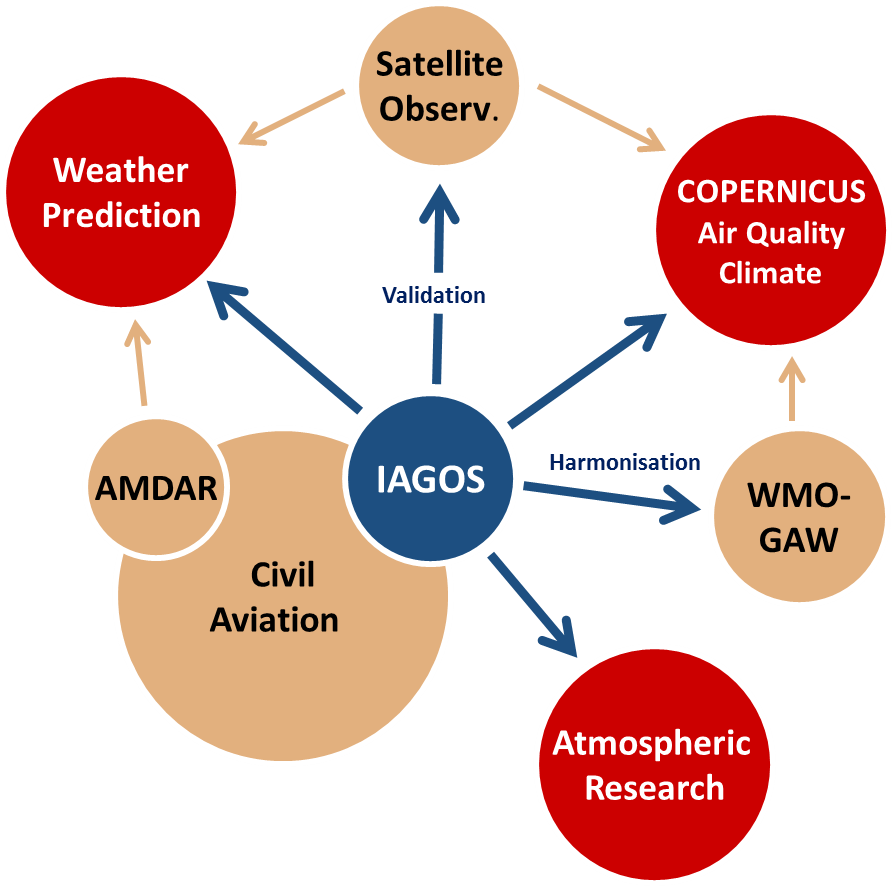 Satellite
Observ.
Weather
Prediction
COPERNICUS
Air Quality
Climate
Validation
Harmonisation
IAGOS
AMDAR
WMO-
GAW
Civil
Aviation
Atmospheric
Research